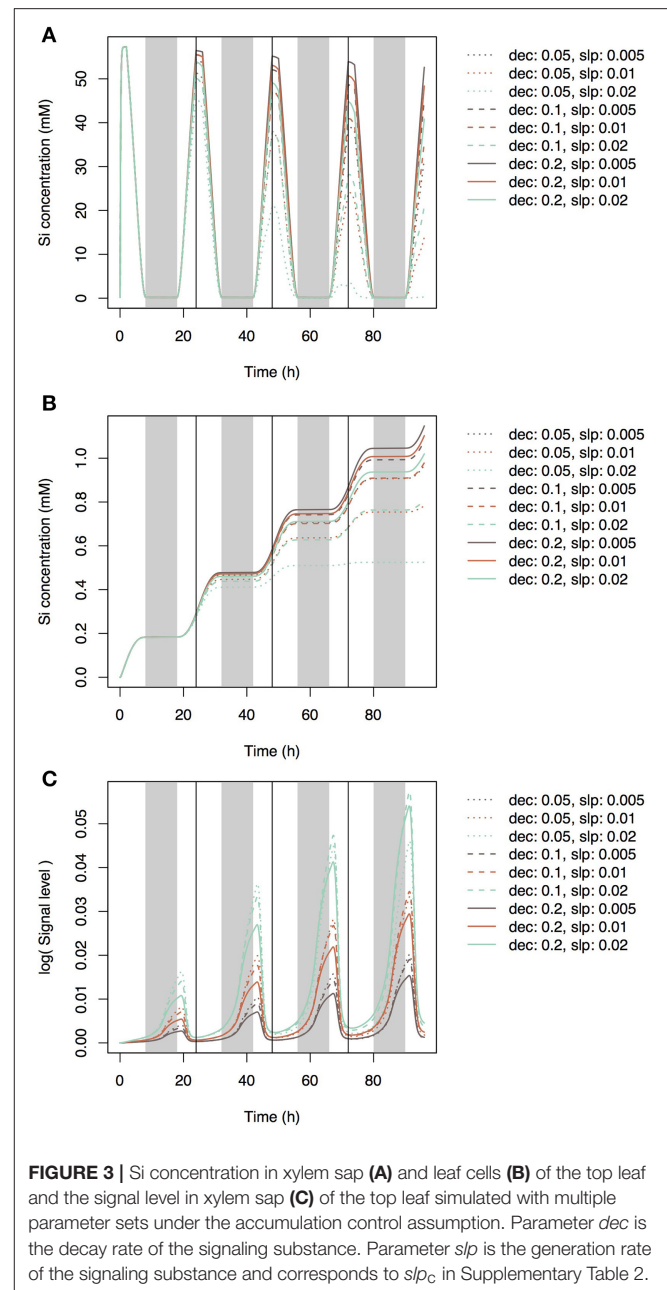 A
Si concentration (mM)
50
40
30
20
10
0
0 20 40 60 80
Time (h)
dec: 0.05, slp: 0.005
dec: 0.05, slp: 0.01
dec: 0.05, slp: 0.02
dec: 0.1, slp: 0.005
dec: 0.1, slp: 0.01
dec: 0.1, slp: 0.02
dec: 0.2, slp: 0.005
dec: 0.2, slp: 0.01
dec: 0.2, slp: 0.02
B
Si concentration (mM)
1.0
0.8
0.6
0.4
0.2
0.0
0 20 40 60 80
Time (h)
dec: 0.05, slp: 0.005
dec: 0.05, slp: 0.01
dec: 0.05, slp: 0.02
dec: 0.1, slp: 0.005
dec: 0.1, slp: 0.01
dec: 0.1, slp: 0.02
dec: 0.2, slp: 0.005
dec: 0.2, slp: 0.01
dec: 0.2, slp: 0.02
C
log( Signal level )
0.05
0.04
0.03
0.02
0.01
0.00
0 20 40 60 80
Time (h)
dec: 0.05, slp: 0.005
dec: 0.05, slp: 0.01
dec: 0.05, slp: 0.02
dec: 0.1, slp: 0.005
dec: 0.1, slp: 0.01
dec: 0.1, slp: 0.02
dec: 0.2, slp: 0.005
dec: 0.2, slp: 0.01
dec: 0.2, slp: 0.02
FIGURE 3 | Si concentration in xylem sap (A) and leaf cells (B) of the top leaf
and the signal level in xylem sap (C) of the top leaf simulated with multiple
parameter sets under the accumulation control assumption. Parameter dec is
the decay rate of the signaling substance. Parameter slp is the generation rate
of the signaling substance and corresponds to slpc in Supplementary Table 2.